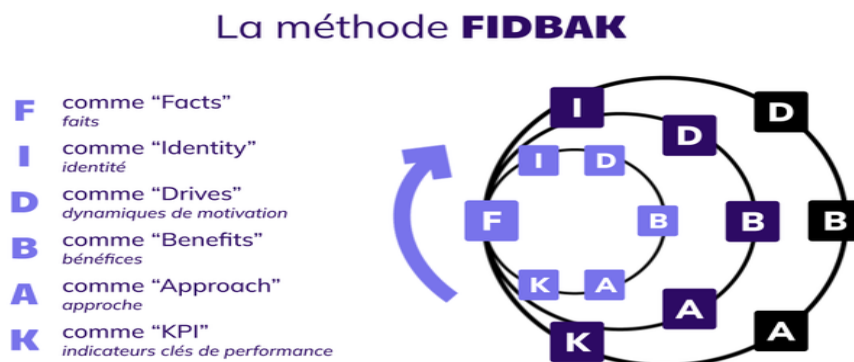 La méthode FIDBAK
F comme “Facts”
faits
I comme “Identity”
identité
D comme “Drives”
dynamiques de motivation
B comme “Benefits”
bénéfices
A comme “Approach”
approche
K comme “KPI”
indicateurs clés de performance
I D
D
I D
F B B B
K A
A
K A